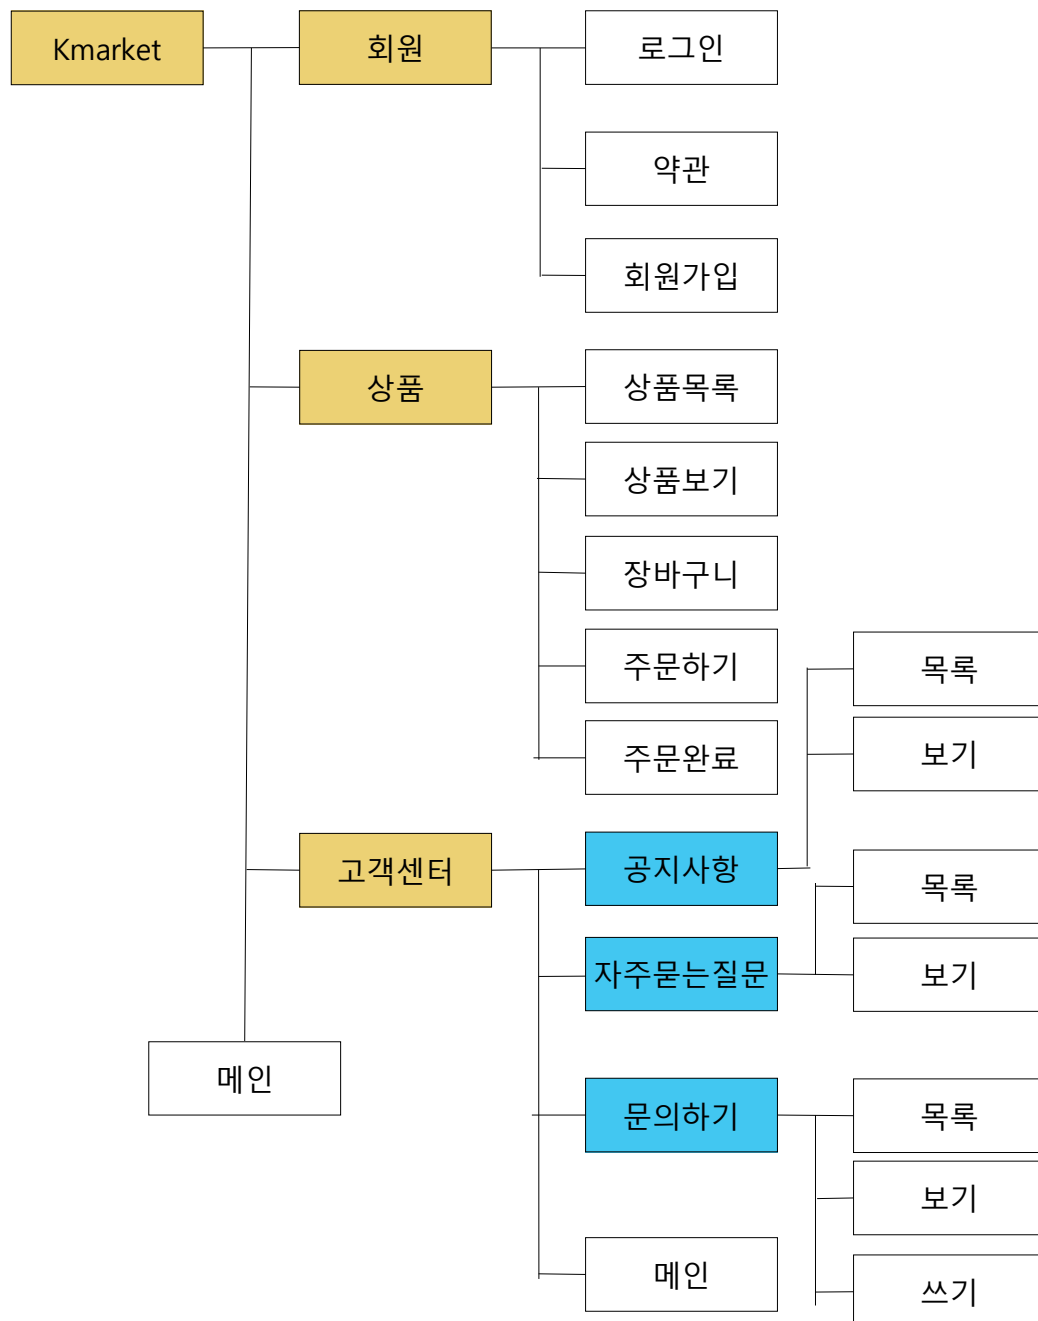 Kmarket
회원
로그인
약관
회원가입
상품
상품목록
상품보기
장바구니
주문하기
주문완료
고객센터
공지사항
목록
보기
자주묻는질문
목록
보기
문의하기
목록
보기
쓰기
메인
메인